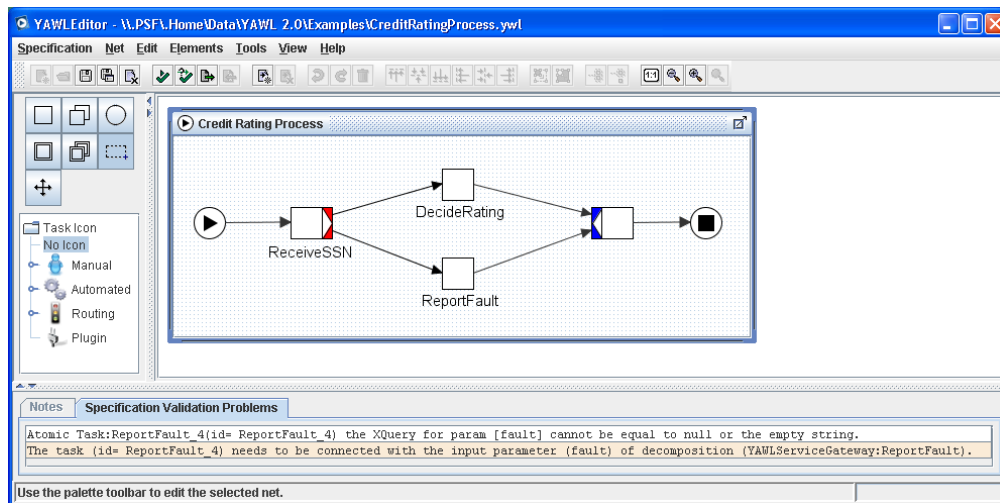 YAWLEditor - \\.PSF\.Home\Data\YAWL 2.0\Examples\CreditRatingProcess.ywl
Specification Net Edit Elements Tools View Help
1:1
Credit Rating Process
DecideRating
ReceiveSSN
ReportFault
Task Icon
No Icon
Manual
Automated
Routing
Plugin
Notes Specification Validation Problems
Atomic Task:ReportFault_4(id= ReportFault_4) the XQuery for param [fault] cannot be equal to null or the empty string.
The task (id= ReportFault_4) needs to be connected with the input parameter (fault) of decomposition (YAWLServiceGateway:ReportFault).
Use the palette toolbar to edit the selected net.